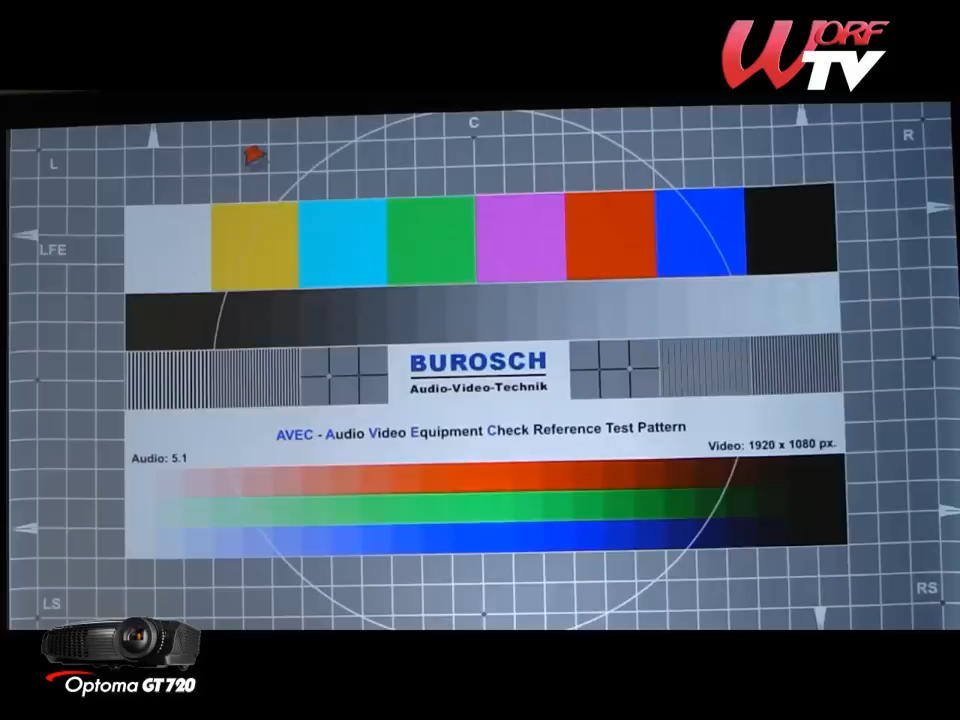 WORF
TV
C
L
R
LFE
BUROSCH
Audio-Video-Technik
AVEC - Audio Video Equipment Check Reference Test Pattern
Video: 1920 x 1080 px.
Audio: 5.1
LS
RS
Optoma GT720